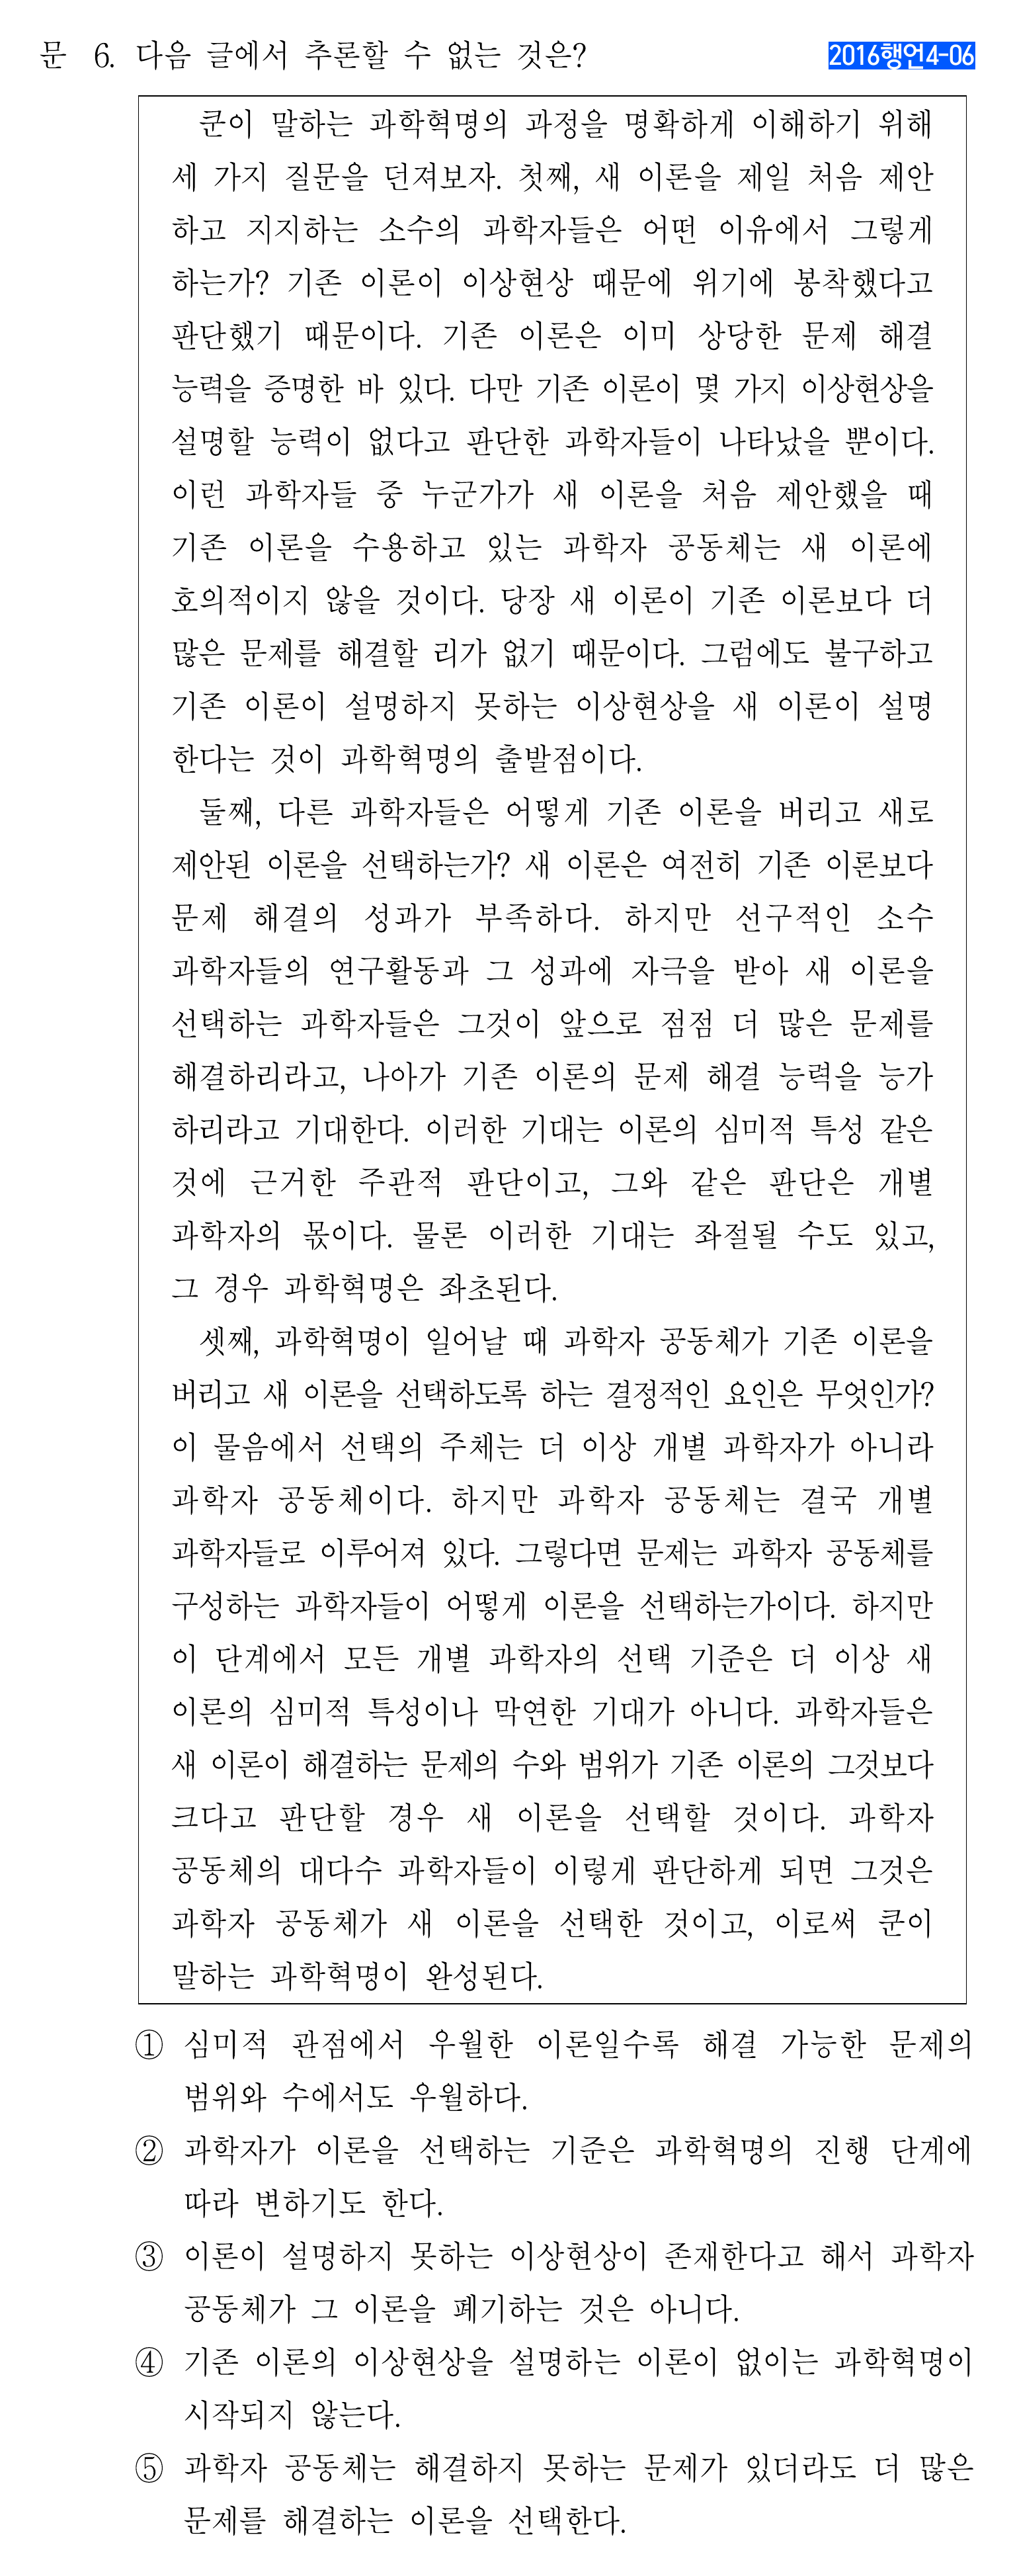 문 6. 다음 글에서 추론할 수 없는 것은?
2016행언4-06
쿤이 말하는 과학혁명의 과정을 명확하게 이해하기 위해
세 가지 질문을 던져보자. 첫째, 새 이론을 제일 처음 제안
하고 지지하는 소수의 과학자들은 어떤 이유에서 그렇게
하는가? 기존 이론이 이상현상 때문에 위기에 봉착했다고
판단했기 때문이다. 기존 이론은 이미 상당한 문제 해결
능력을 증명한 바 있다. 다만 기존 이론이 몇 가지 이상현상을
설명할 능력이 없다고 판단한 과학자들이 나타났을 뿐이다.
이런 과학자들 중 누군가가 새 이론을 처음 제안했을 때
기존 이론을 수용하고 있는 과학자 공동체는 새 이론에
호의적이지 않을 것이다. 당장 새 이론이 기존 이론보다 더
많은 문제를 해결할 리가 없기 때문이다. 그럼에도 불구하고
기존 이론이 설명하지 못하는 이상현상을 새 이론이 설명
한다는 것이 과학혁명의 출발점이다.
둘째, 다른 과학자들은 어떻게 기존 이론을 버리고 새로
제안된 이론을 선택하는가? 새 이론은 여전히 기존 이론보다
문제 해결의 성과가 부족하다. 하지만 선구적인 소수
과학자들의 연구활동과 그 성과에 자극을 받아 새 이론을
선택하는 과학자들은 그것이 앞으로 점점 더 많은 문제를
해결하리라고, 나아가 기존 이론의 문제 해결 능력을 능가
하리라고 기대한다. 이러한 기대는 이론의 심미적 특성 같은
것에 근거한 주관적 판단이고, 그와 같은 판단은 개별
과학자의 몫이다. 물론 이러한 기대는 좌절될 수도 있고,
그 경우 과학혁명은 좌초된다.
셋째, 과학혁명이 일어날 때 과학자 공동체가 기존 이론을
버리고 새 이론을 선택하도록 하는 결정적인 요인은 무엇인가?
이 물음에서 선택의 주체는 더 이상 개별 과학자가 아니라
과학자 공동체이다. 하지만 과학자 공동체는 결국 개별
과학자들로 이루어져 있다. 그렇다면 문제는 과학자 공동체를
구성하는 과학자들이 어떻게 이론을 선택하는가이다. 하지만
이 단계에서 모든 개별 과학자의 선택 기준은 더 이상 새
이론의 심미적 특성이나 막연한 기대가 아니다. 과학자들은
새 이론이 해결하는 문제의 수와 범위가 기존 이론의 그것보다
크다고 판단할 경우 새 이론을 선택할 것이다. 과학자
공동체의 대다수 과학자들이 이렇게 판단하게 되면 그것은
과학자 공동체가 새 이론을 선택한 것이고, 이로써 쿤이
말하는 과학혁명이 완성된다.
① 심미적 관점에서 우월한 이론일수록 해결 가능한 문제의
범위와 수에서도 우월하다.
② 과학자가 이론을 선택하는 기준은 과학혁명의 진행 단계에
따라 변하기도 한다.
③ 이론이 설명하지 못하는 이상현상이 존재한다고 해서 과학자
공동체가 그 이론을 폐기하는 것은 아니다.
④ 기존 이론의 이상현상을 설명하는 이론이 없이는 과학혁명이
시작되지 않는다.
⑤ 과학자 공동체는 해결하지 못하는 문제가 있더라도 더 많은
문제를 해결하는 이론을 선택한다.